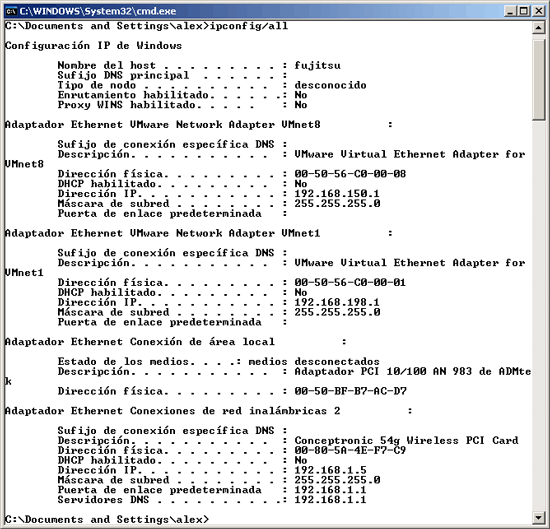 C:\WINDOWS\System32\cmd.exe
C:\Documents and Settings\alex>ipconfig/all
Configuración IP de Windows
Nombre del host . . . . . . . . . : fujitsu
Sufijo DNS principal . . . . . . :
Tipo de nodo . . . . . . . . . . : desconocido
Enrutamiento habilitado. . . . . .: No
Proxy WINS habilitado. . . . . : No
Adaptador Ethernet VMware Network Adapter VMnet8 :
Sufijo de conexión específica DNS :
Descripción. . . . . . . . . . . : VMware Virtual Ethernet Adapter for
VMnet8
Dirección física. . . . . . . . . : 00-50-56-C0-00-08
DHCP habilitado. . . . . . . . . : No
Dirección IP. . . . . . . . . . . : 192.168.150.1
Máscara de subred . . . . . . . . : 255.255.255.0
Puerta de enlace predeterminada :
Adaptador Ethernet VMware Network Adapter VMnet1 :
Sufijo de conexión específica DNS :
Descripción. . . . . . . . . . . : VMware Virtual Ethernet Adapter for
VMnet1
Dirección física. . . . . . . . . : 00-50-56-C0-00-01
DHCP habilitado. . . . . . . . . : No
Dirección IP. . . . . . . . . . . : 192.168.198.1
Máscara de subred . . . . . . . . : 255.255.255.0
Puerta de enlace predeterminada :
Adaptador Ethernet Conexión de área local :
Estado de los medios. . . .: medios desconectados
Descripción. . . . . . . . . . . : Adaptador PCI 10/100 AN 983 de ADMte
k
Dirección física. . . . . . . . . : 00-50-BF-B7-AC-D7
Adaptador Ethernet Conexiones de red inalámbricas 2 :
Sufijo de conexión específica DNS :
Descripción. . . . . . . . . . . : Conceptronic 54g Wireless PCI Card
Dirección física. . . . . . . . . : 00-80-5A-4E-F7-C9
DHCP habilitado. . . . . . . . . : No
Dirección IP. . . . . . . . . . . : 192.168.1.5
Máscara de subred . . . . . . . . : 255.255.255.0
Puerta de enlace predeterminada : 192.168.1.1
Servidores DNS . . . . . . . . . .: 192.168.1.1
C:\Documents and Settings\alex>